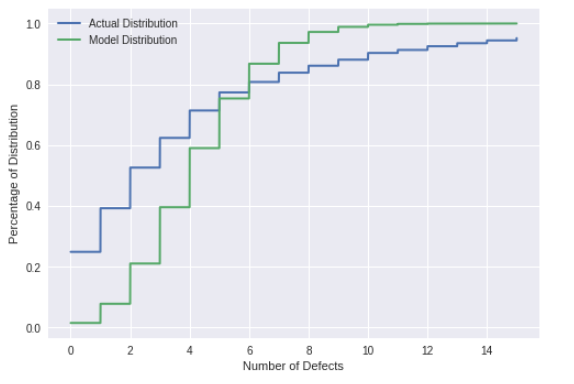 Actual Distribution
Model Distribution
1.0
0.8
0.6
0.4
0.2
0.0
Percentage of Distribution
0 2 4 6 8 10 12 14
Number of Defects